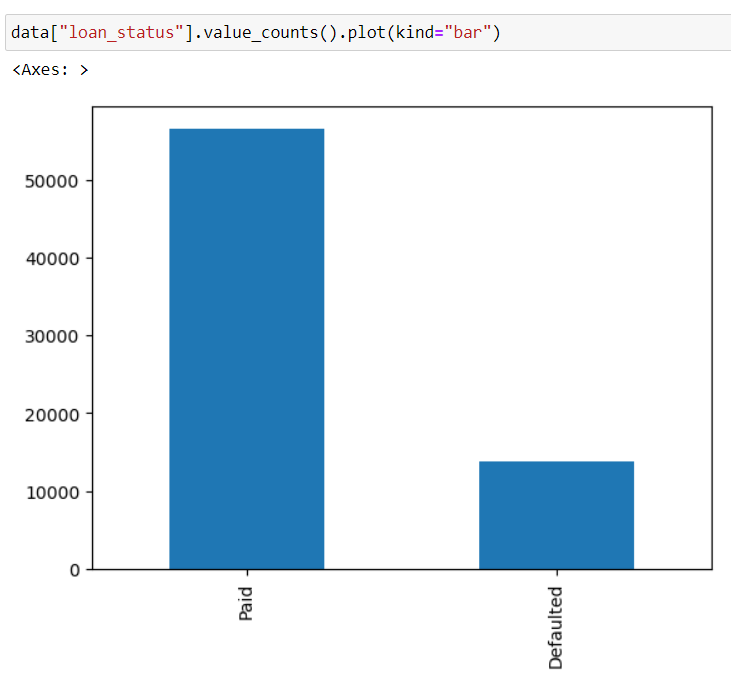 data["loan_status"].value_counts().plot(kind="bar")
<Axes: >
50000
40000
30000
20000
10000
0
Paid
Defaulted